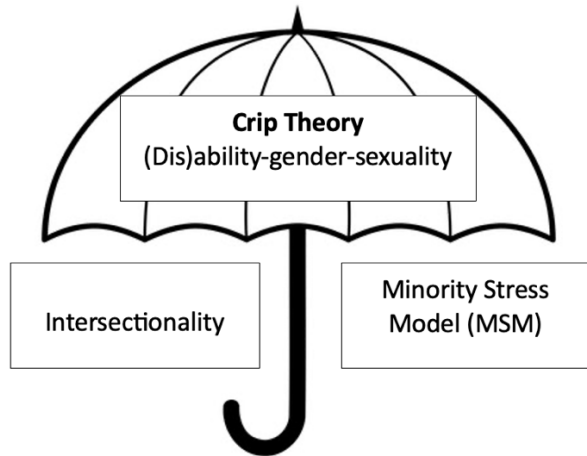 Crip Theory
(Dis)ability-gender-sexuality
Intersectionality
Minority Stress
Model (MSM)